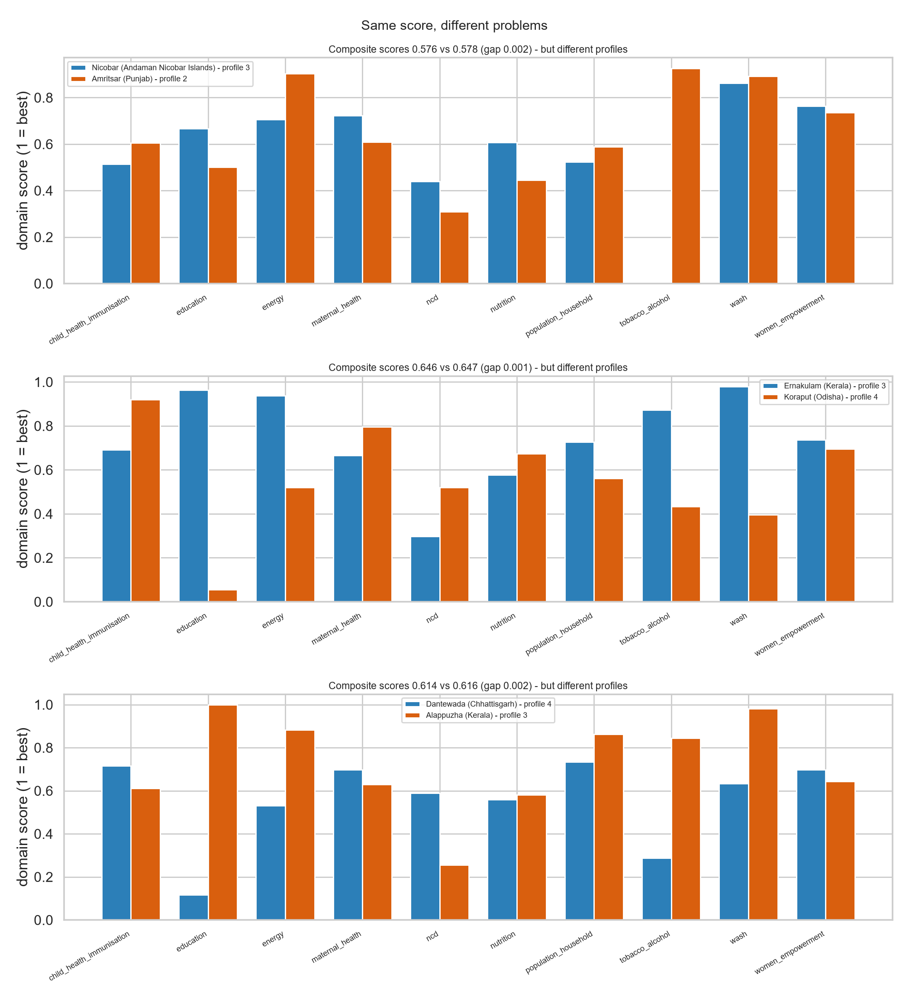 Same score, different problems
Composite scores 0.576 vs 0.578 (gap 0.002) - but different profiles
Nicobar (Andaman Nicobar Islands) - profile 3
Amritsar (Punjab) - profile 2
domain score (1 = best)
0.8
0.6
0.4
0.2
0.0
child_health_immunisation
education
energy
maternal_health
ncd
nutrition
population_household
tobacco_alcohol
wash
women_empowerment
Composite scores 0.646 vs 0.647 (gap 0.001) - but different profiles
Ernakulam (Kerala) - profile 3
Koraput (Odisha) - profile 4
domain score (1 = best)
1.0
0.8
0.6
0.4
0.2
0.0
child_health_immunisation
education
energy
maternal_health
ncd
nutrition
population_household
tobacco_alcohol
wash
women_empowerment
Composite scores 0.614 vs 0.616 (gap 0.002) - but different profiles
Dantewada (Chhattisgarh) - profile 4
Alappuzha (Kerala) - profile 3
domain score (1 = best)
1.0
0.8
0.6
0.4
0.2
0.0
child_health_immunisation
education
energy
maternal_health
ncd
nutrition
population_household
tobacco_alcohol
wash
women_empowerment